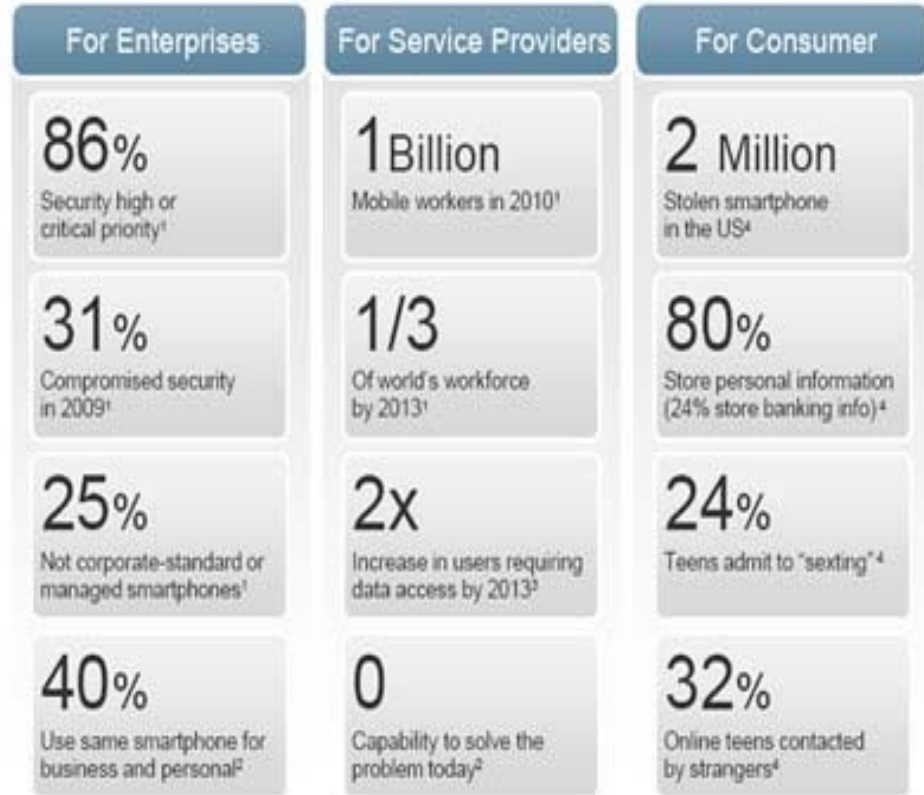 For Enterprises
86%
Security high or
critical priority¹
31%
Compromised security
in 2009¹
25%
Not corporate-standard or
managed smartphones¹
40%
Use same smartphone for
business and personal²
For Service Providers
1 Billion
Mobile workers in 2010¹
1/3
Of world's workforce
by 2013¹
2x
Increase in users requiring
data access by 2013³
0
Capability to solve the
problem today²
For Consumer
2 Million
Stolen smartphone
in the US⁴
80%
Store personal information
(24% store banking info)⁴
24%
Teens admit to "sexting"⁴
32%
Online teens contacted
by strangers⁴